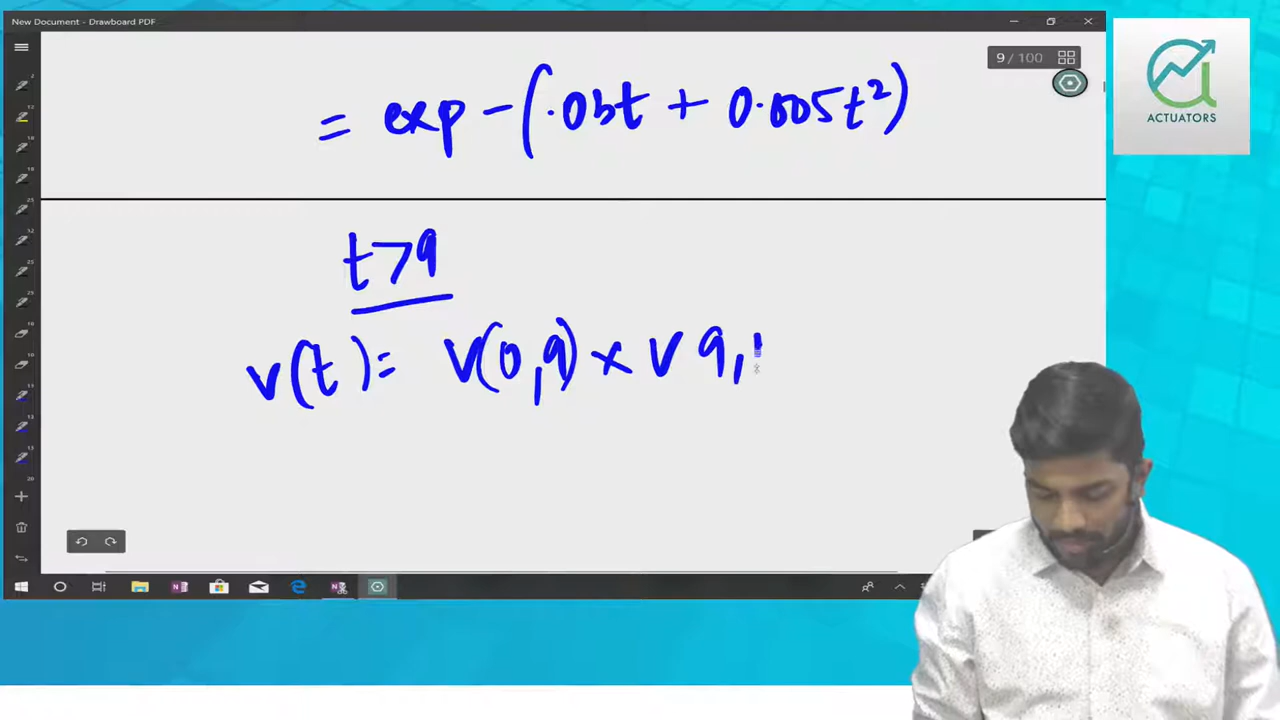 New Document - Drawboard PDF
9 / 100
= exp - (.03t + 0.005t²)
ACTUATORS
t>9
v(t)= v(0,9) × v 9,